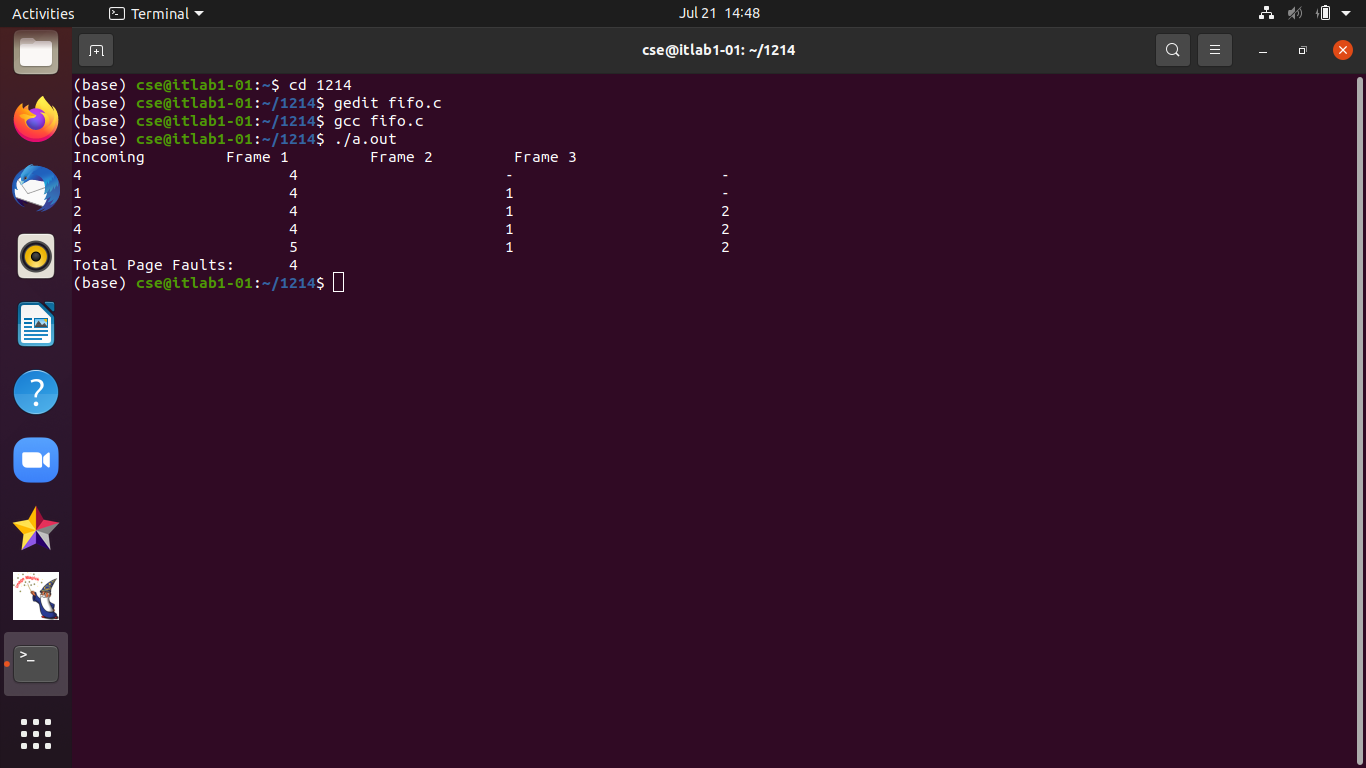 Activities Terminal Jul 21 14:48
cse@itlab1-01: ~/1214
(base) cse@itlab1-01:~$ cd 1214
(base) cse@itlab1-01:~/1214$ gedit fifo.c
(base) cse@itlab1-01:~/1214$ gcc fifo.c
(base) cse@itlab1-01:~/1214$ ./a.out
Incoming Frame 1 Frame 2 Frame 3
4 4 - -
1 4 1 -
2 4 1 2
4 4 1 2
5 5 1 2
Total Page Faults: 4
(base) cse@itlab1-01:~/1214$